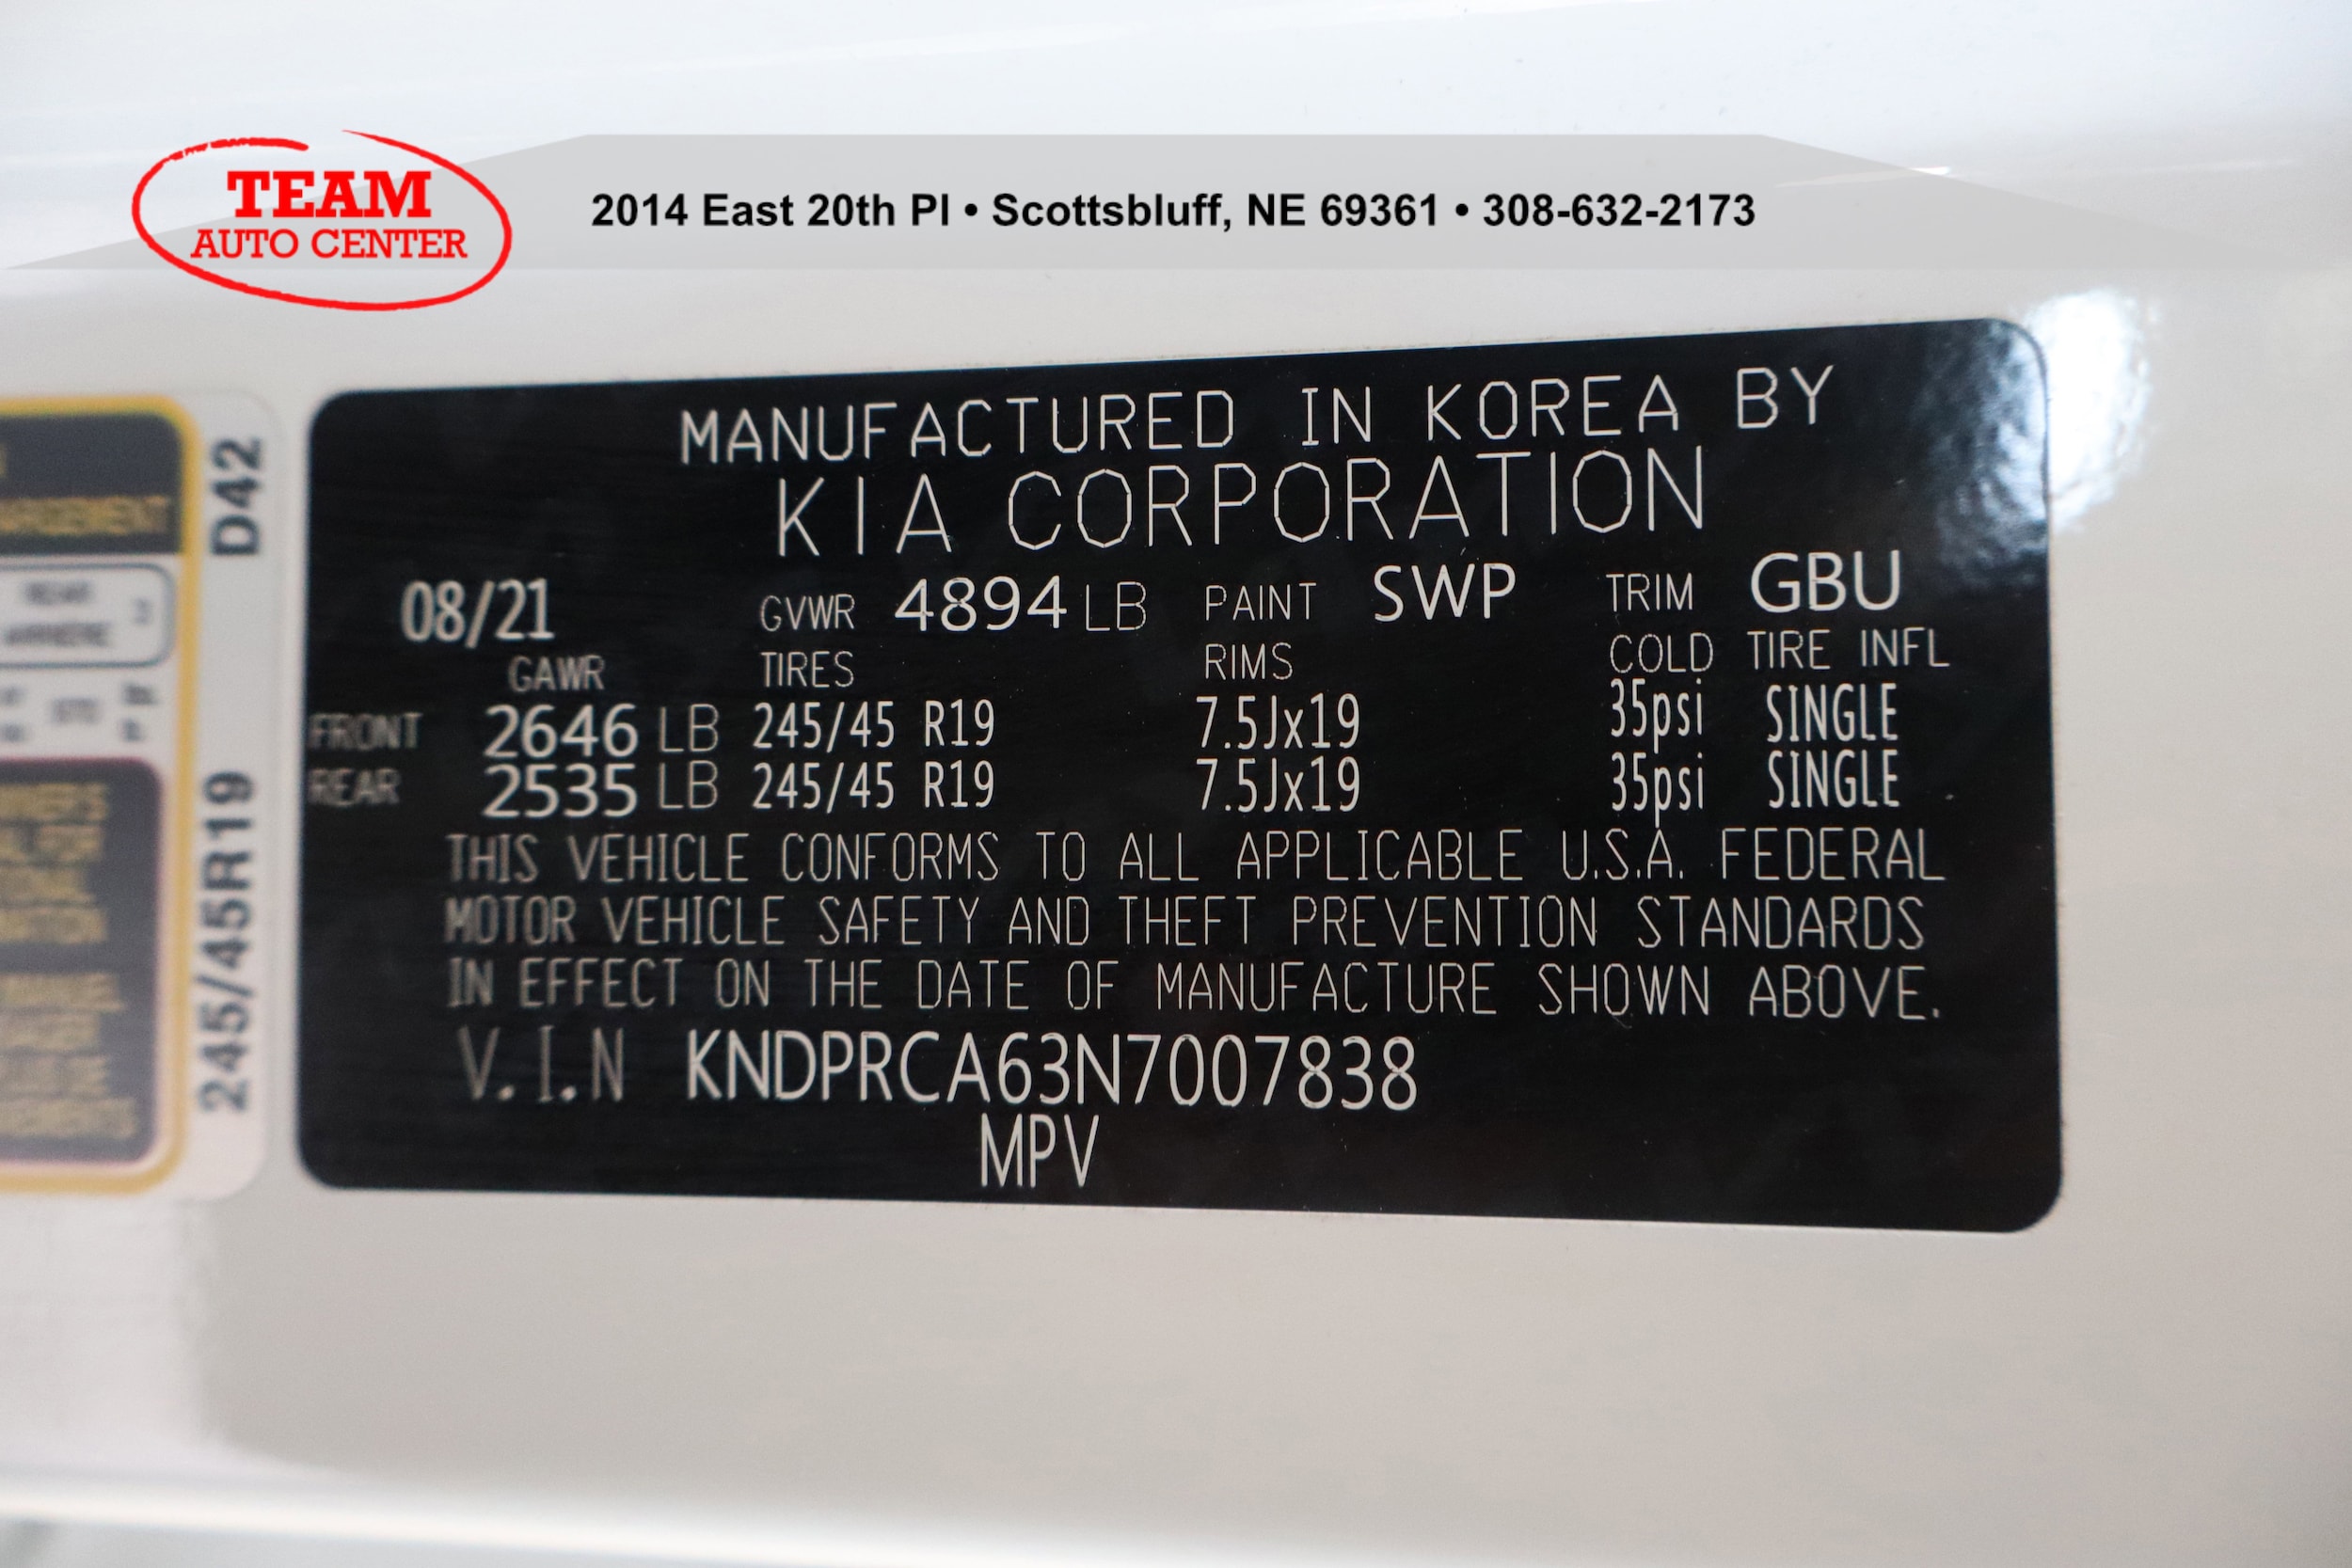 TEAM
AUTO CENTER
2014 East 20th Pl • Scottsbluff, NE 69361 • 308-632-2173
D42
245/45R19
REAR
MANUFACTURED IN KOREA BY
KIA CORPORATION
08/21 GVWR 4894 LB PAINT SWP TRIM GBU
GAWR TIRES RIMS COLD TIRE INFL
FRONT 2646 LB 245/45 R19 7.5Jx19 35psi SINGLE
REAR 2535 LB 245/45 R19 7.5Jx19 35psi SINGLE
THIS VEHICLE CONFORMS TO ALL APPLICABLE U.S.A. FEDERAL
MOTOR VEHICLE SAFETY AND THEFT PREVENTION STANDARDS
IN EFFECT ON THE DATE OF MANUFACTURE SHOWN ABOVE.
V.I.N KNDPRCA63N7007838
MPV